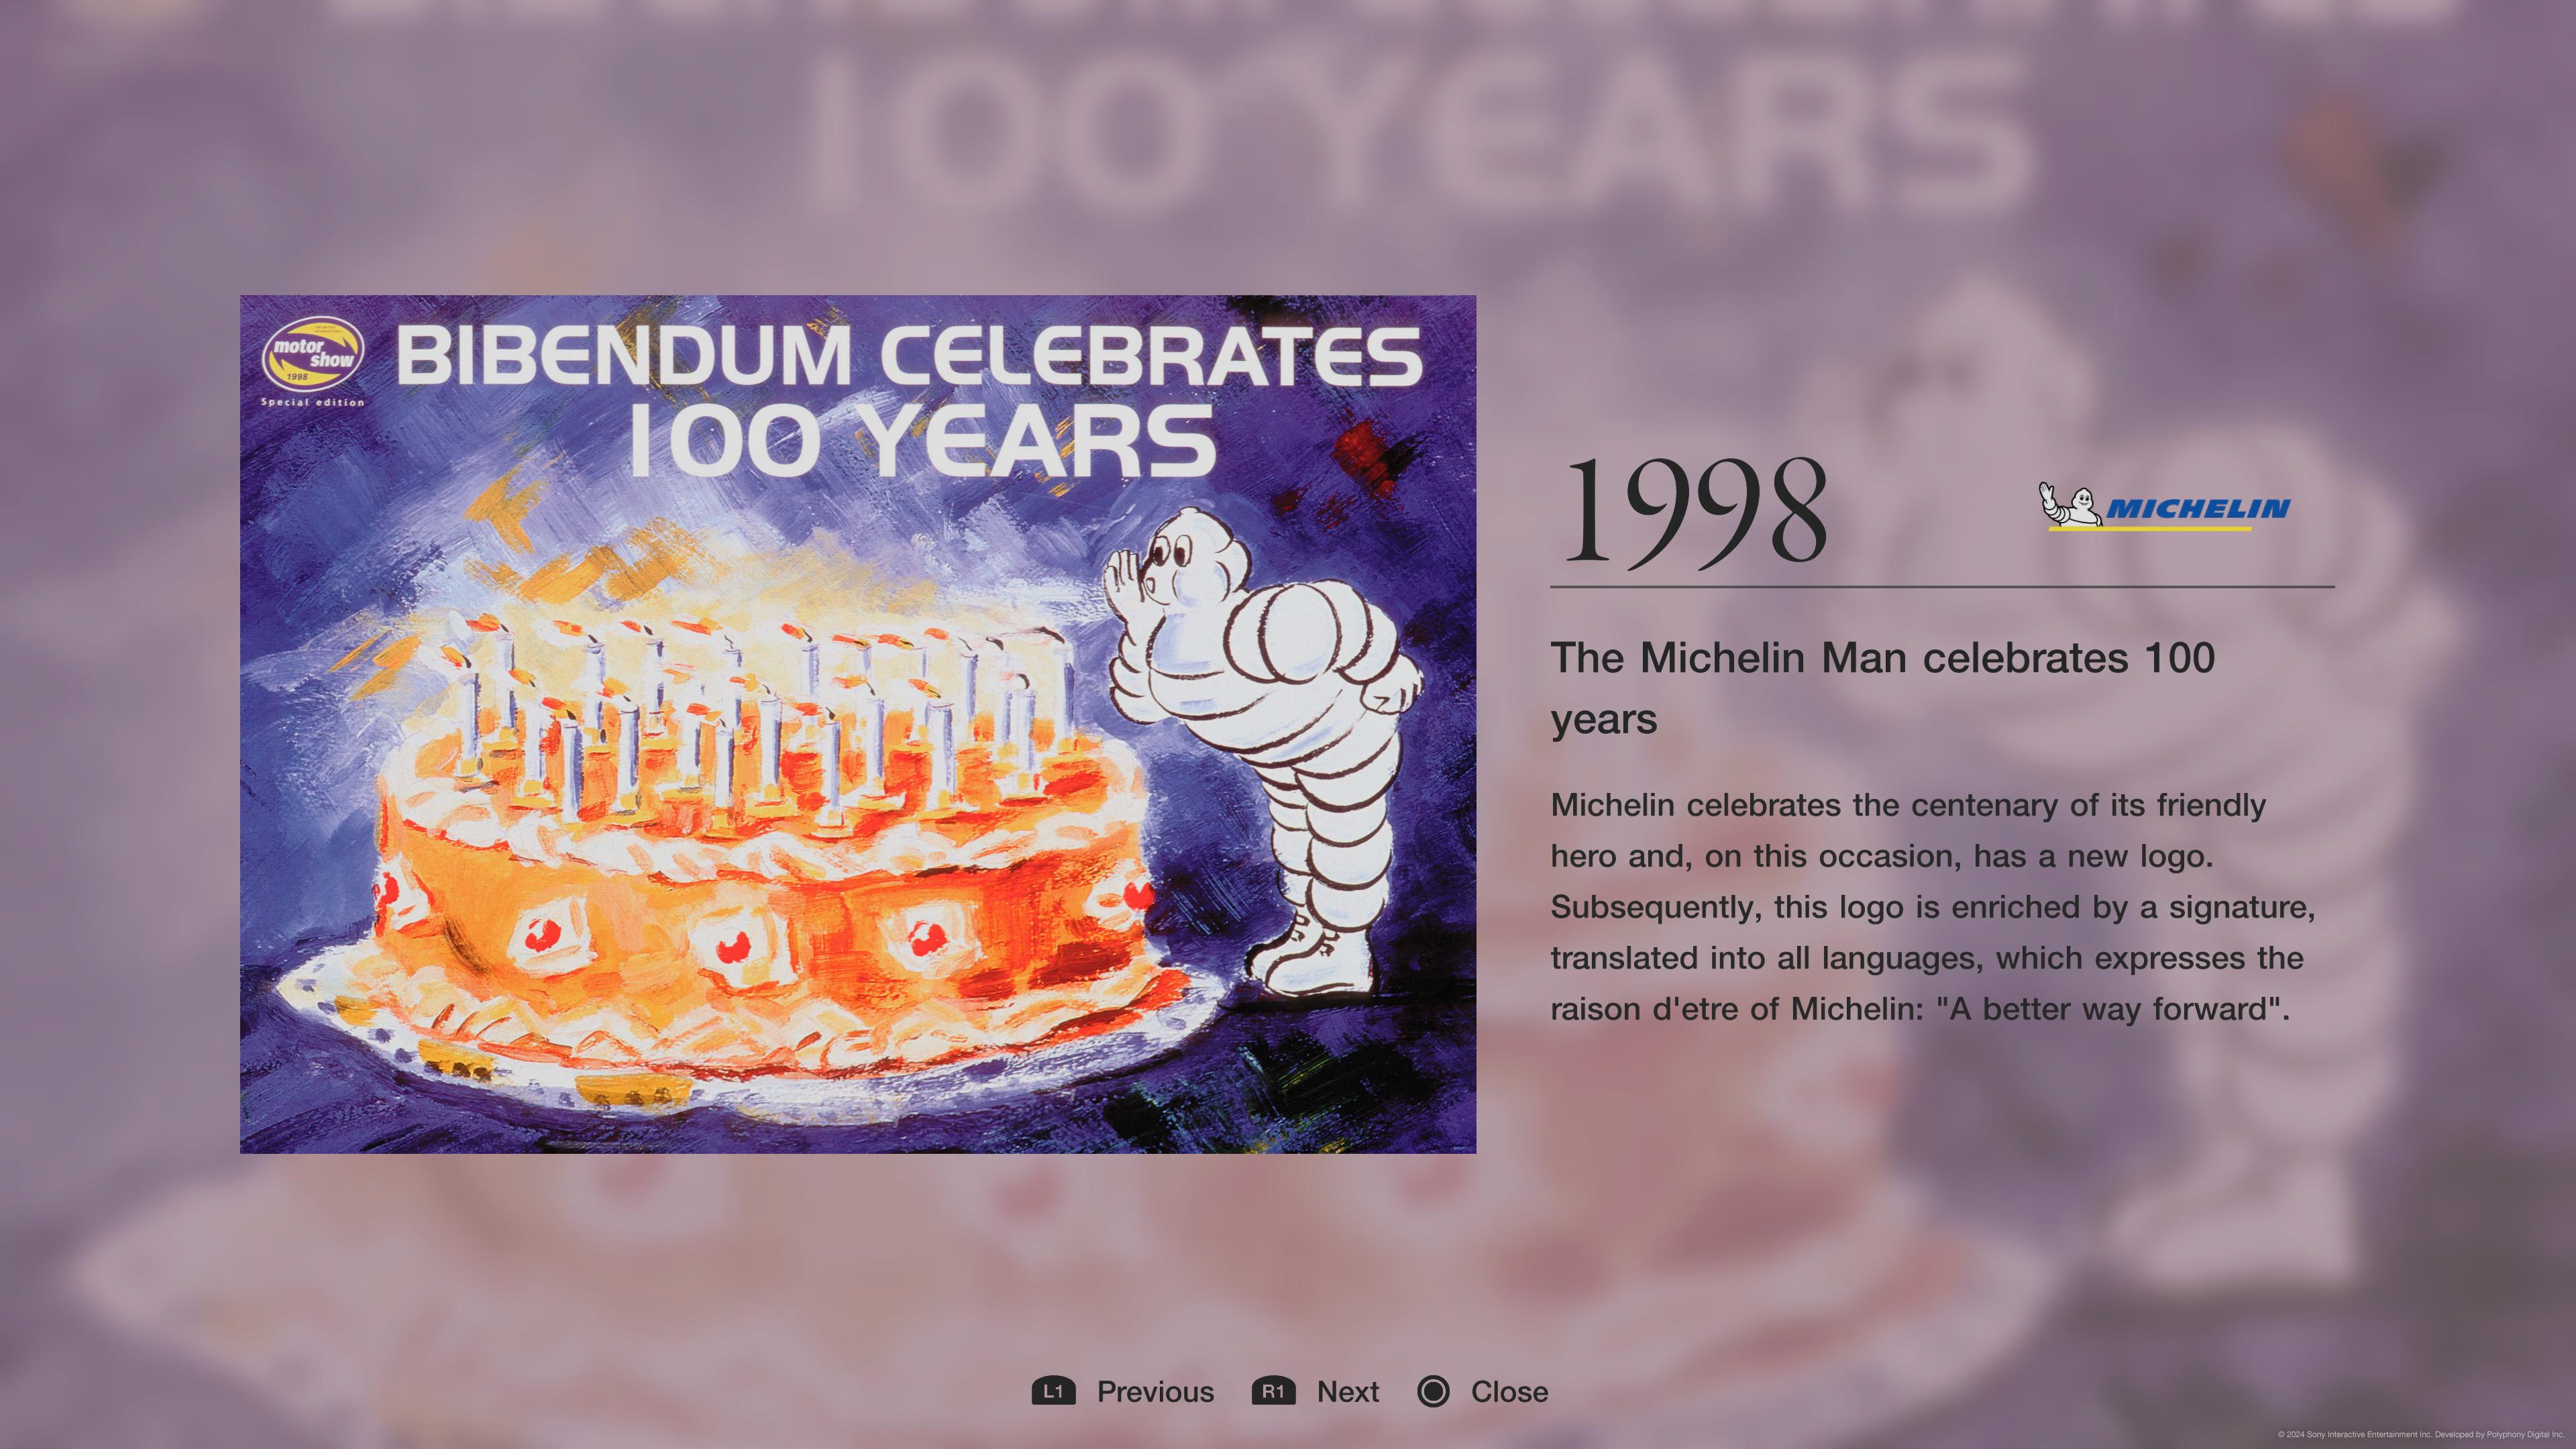 100 YEARS
motor
show
1998
Special edition
BIBENDUM CELEBRATES
100 YEARS
1998
MICHELIN
The Michelin Man celebrates 100
years
Michelin celebrates the centenary of its friendly
hero and, on this occasion, has a new logo.
Subsequently, this logo is enriched by a signature,
translated into all languages, which expresses the
raison d'etre of Michelin: "A better way forward".
L1 Previous R1 Next Close
© 2024 Sony Interactive Entertainment Inc. Developed by Polyphony Digital Inc.